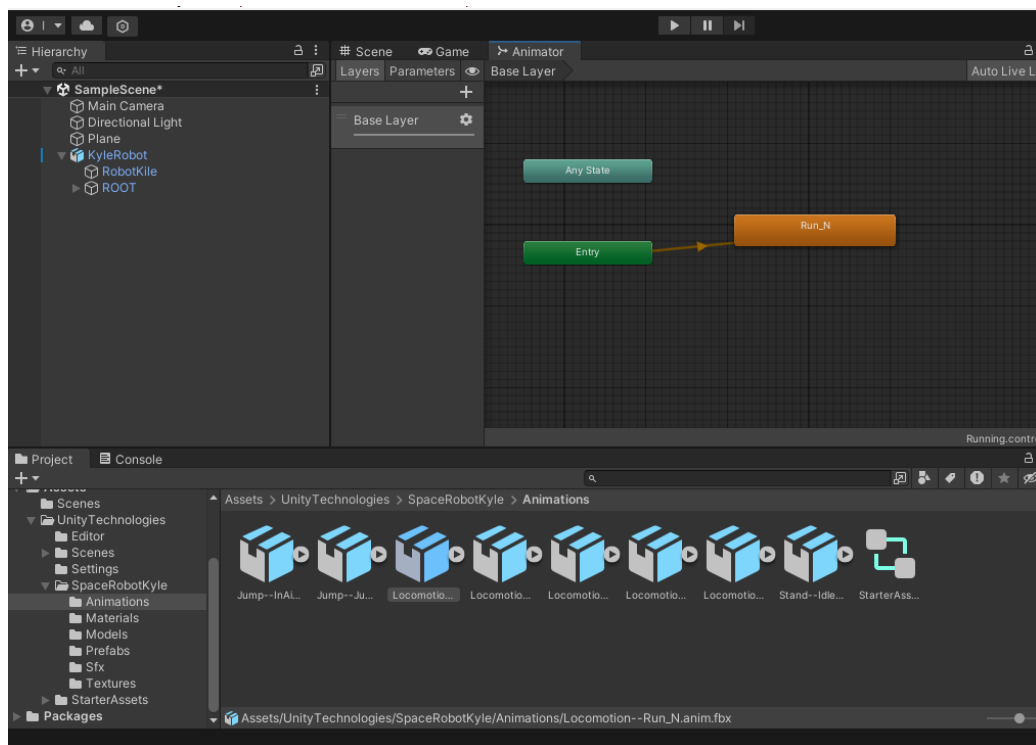 Hierarchy
All
SampleScene*
Main Camera
Directional Light
Plane
KyleRobot
RobotKile
ROOT
# Scene Game Animator
Layers Parameters Base Layer Auto Live L
Base Layer
Any State
Run_N
Entry
Running.contr
Project Console
Assets
Scenes
UnityTechnologies
Editor
Scenes
Settings
SpaceRobotKyle
Animations
Materials
Models
Prefabs
Sfx
Textures
StarterAssets
Packages
Assets > UnityTechnologies > SpaceRobotKyle > Animations
Jump--InAi... Jump--Ju... Locomotio... Locomotio... Locomotio... Locomotio... Locomotio... Stand--Idle... StarterAss...
Assets/UnityTechnologies/SpaceRobotKyle/Animations/Locomotion--Run_N.anim.fbx